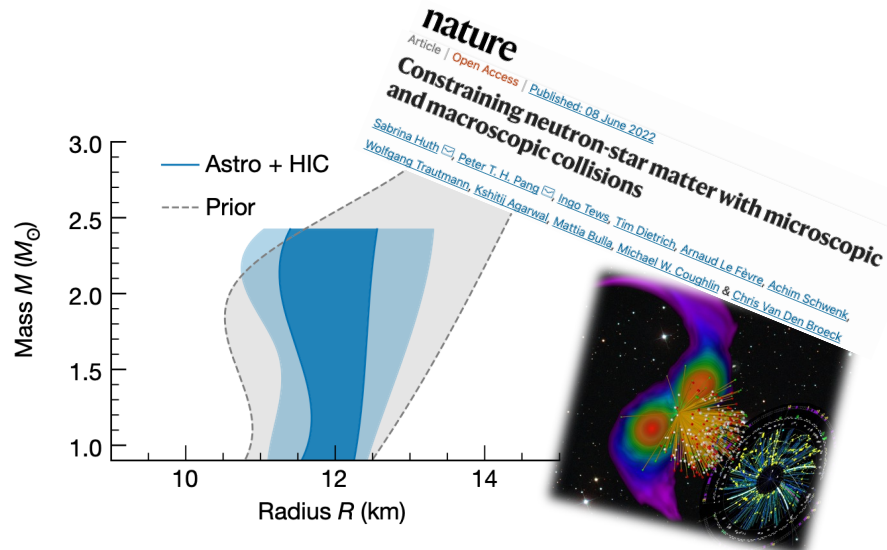 nature
Article | Open Access | Published: 08 June 2022
Constraining neutron-star matter with microscopic
and macroscopic collisions
Sabrina Huth, Peter T. H. Pang, Ingo Tews, Tim Dietrich, Arnaud Le Fèvre, Achim Schwenk,
Wolfgang Trautmann, Kshitij Agarwal, Mattia Bulla, Michael W. Coughlin & Chris Van Den Broeck
Astro + HIC
Prior
Mass M (M⊙)
3.0
2.5
2.0
1.5
1.0
10 12 14
Radius R (km)